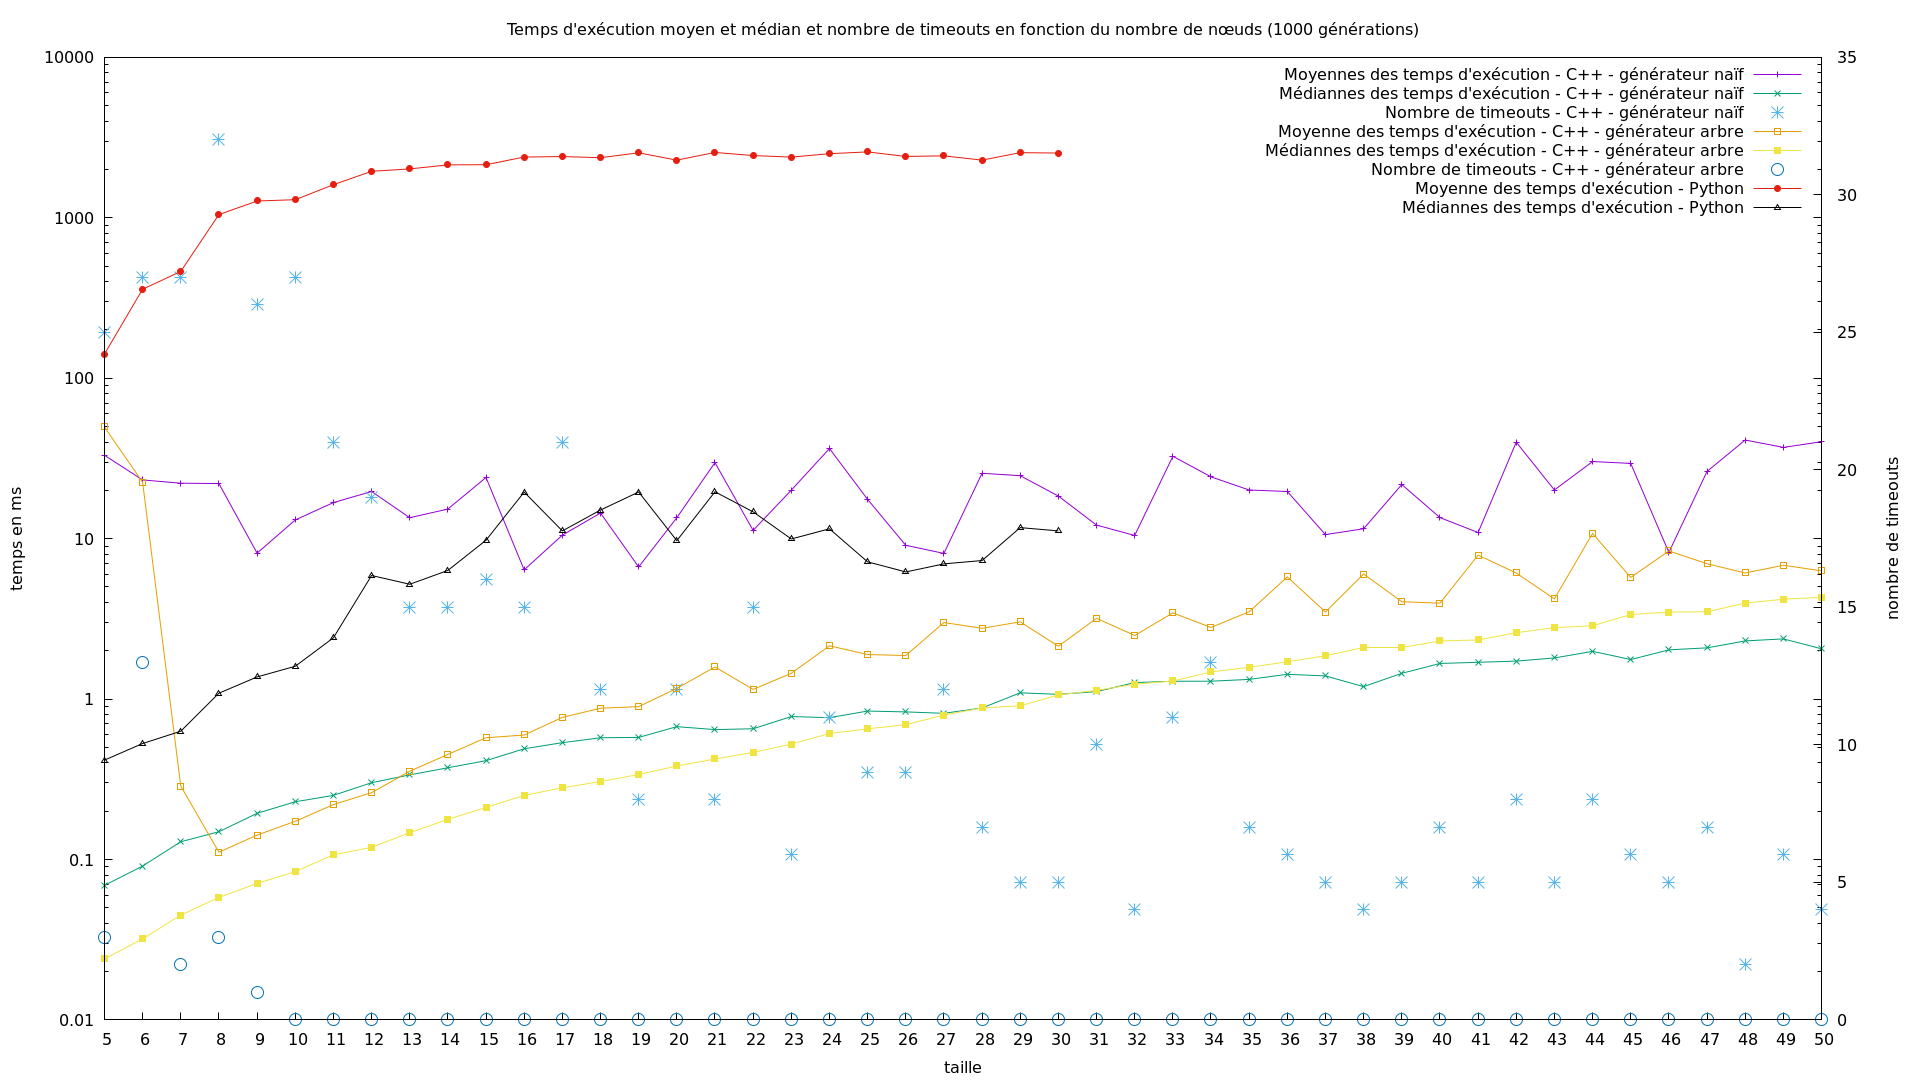 Temps d'exécution moyen et médian et nombre de timeouts en fonction du nombre de nœuds (1000 générations)
10000
1000
100
10
1
0.1
0.01
temps en ms
Moyennes des temps d'exécution - C++ - générateur naïf
Médiannes des temps d'exécution - C++ - générateur naïf
Nombre de timeouts - C++ - générateur naïf
Moyenne des temps d'exécution - C++ - générateur arbre
Médiannes des temps d'exécution - C++ - générateur arbre
Nombre de timeouts - C++ - générateur arbre
Moyenne des temps d'exécution - Python
Médiannes des temps d'exécution - Python
35
30
25
20
15
10
5
0
nombre de timeouts
5 6 7 8 9 10 11 12 13 14 15 16 17 18 19 20 21 22 23 24 25 26 27 28 29 30 31 32 33 34 35 36 37 38 39 40 41 42 43 44 45 46 47 48 49 50
taille